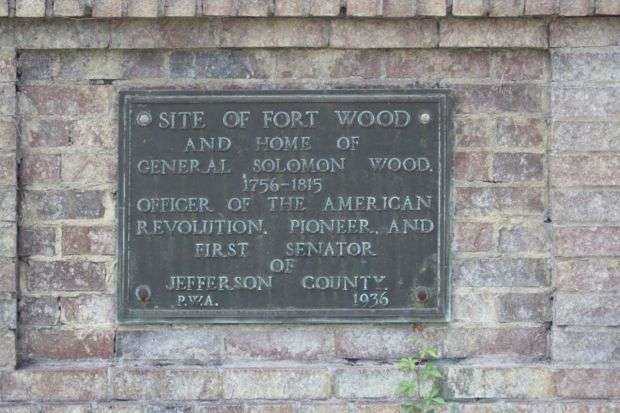 SITE OF FORT WOOD
AND HOME OF
GENERAL SOLOMON WOOD.
1756-1815
OFFICER OF THE AMERICAN
REVOLUTION. PIONEER. AND
FIRST SENATOR
OF
JEFFERSON COUNTY.
P.W.A. 1936